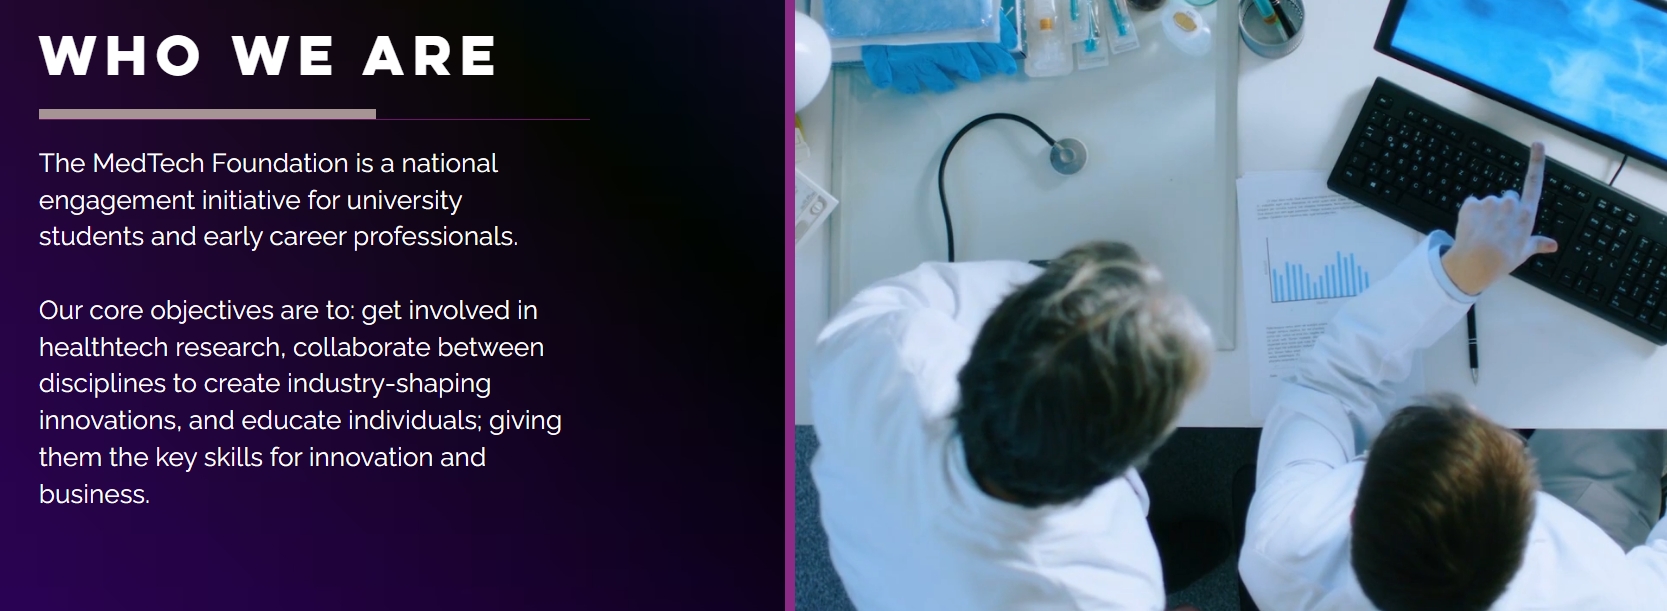 WHO WE ARE
The MedTech Foundation is a national
engagement initiative for university
students and early career professionals.
Our core objectives are to: get involved in
healthtech research, collaborate between
disciplines to create industry-shaping
innovations, and educate individuals; giving
them the key skills for innovation and
business.